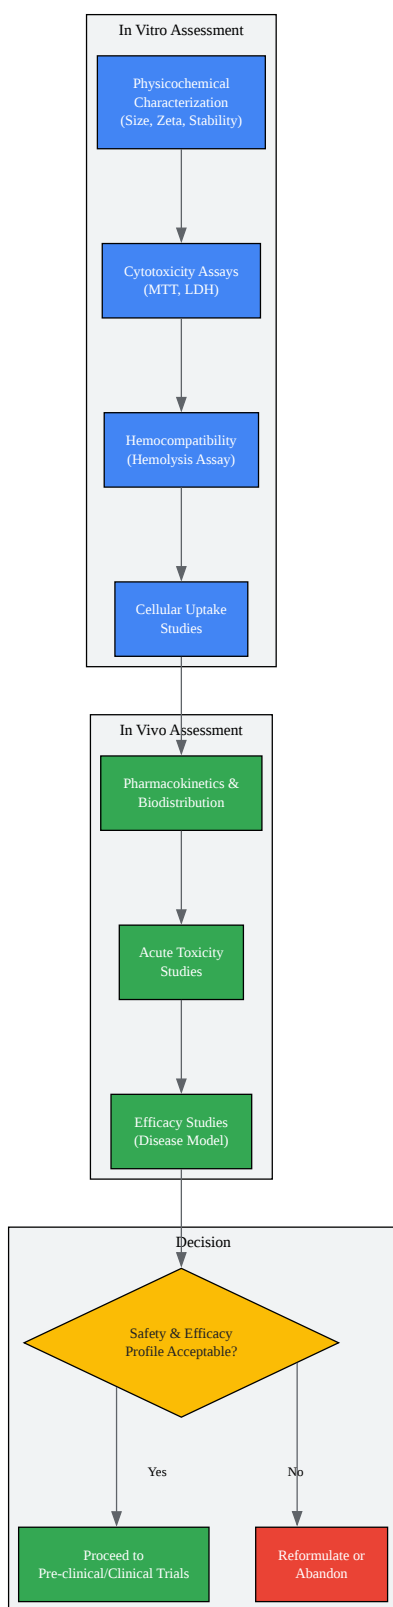 In Vitro Assessment
Physicochemical
Characterization
(Size, Zeta, Stability)
Cytotoxicity Assays
(MTT, LDH)
Hemocompatibility
(Hemolysis Assay)
Cellular Uptake
Studies
In Vivo Assessment
Pharmacokinetics &
Biodistribution
Acute Toxicity
Studies
Efficacy Studies
(Disease Model)
Decision
Safety & Efficacy
Profile Acceptable?
Yes
No
Proceed to
Pre-clinical/Clinical Trials
Reformulate or
Abandon